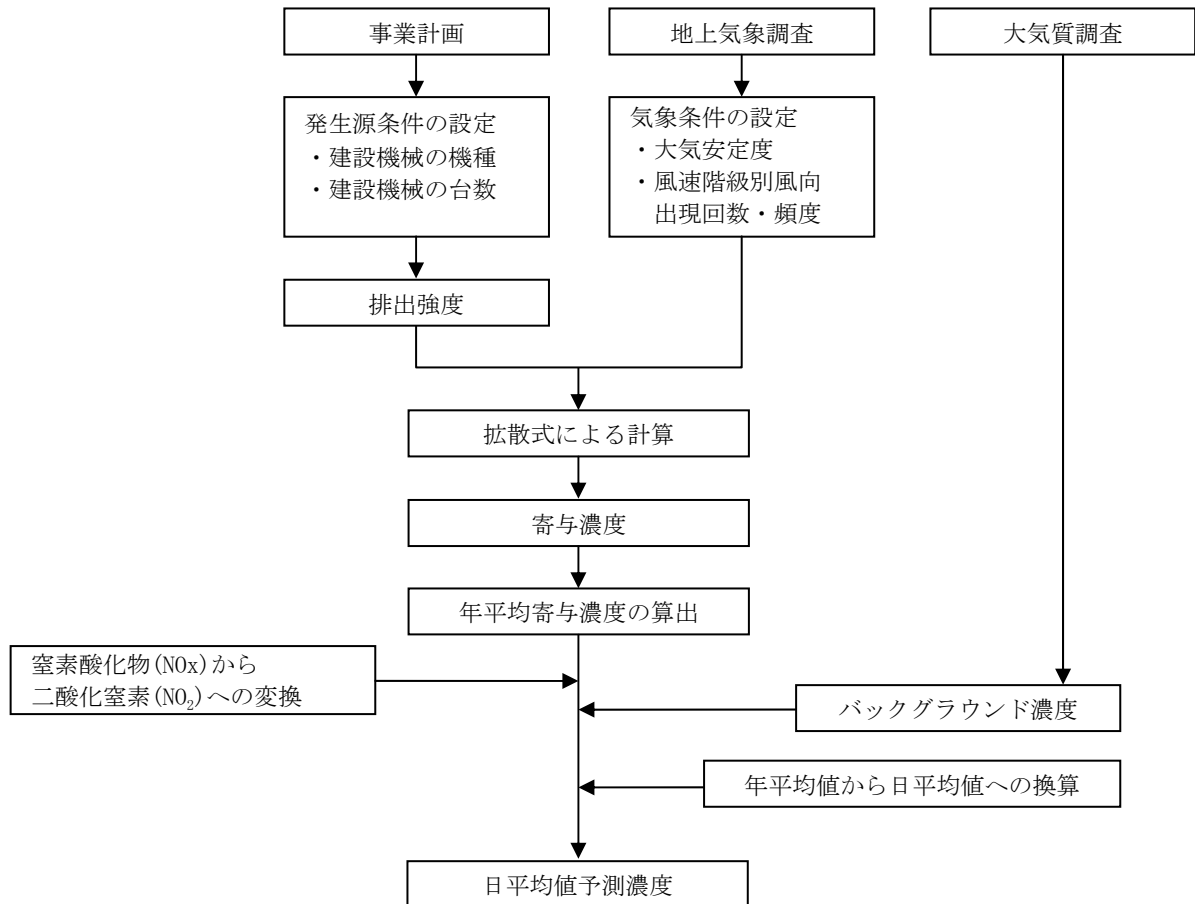 事業計画
地上気象調査
大気質調査
発生源条件の設定
・建設機械の機種
・建設機械の台数
気象条件の設定
・大気安定度
・風速階級別風向
出現回数・頻度
排出強度
拡散式による計算
寄与濃度
年平均寄与濃度の算出
窒素酸化物(NOx)から
二酸化窒素(NO₂)への変換
バックグラウンド濃度
年平均値から日平均値への換算
日平均値予測濃度